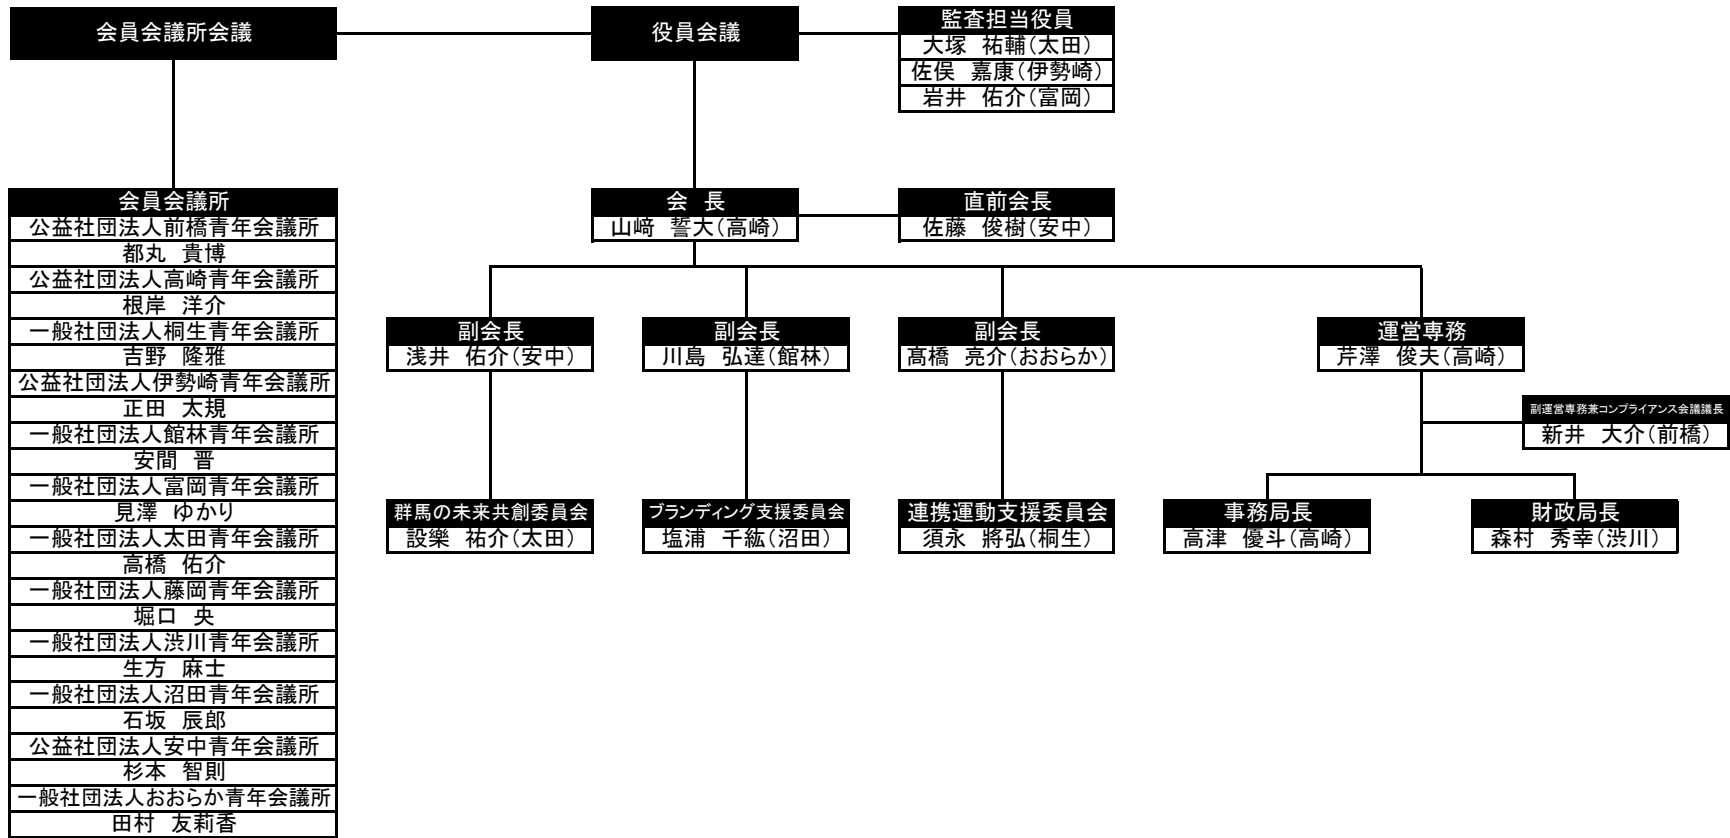 会員会議所会議
役員会議
監査担当役員
大塚 祐輔(太田)
佐俣 嘉康(伊勢崎)
岩井 佑介(富岡)
会員会議所
公益社団法人前橋青年会議所
都丸 貴博
公益社団法人高崎青年会議所
根岸 洋介
一般社団法人桐生青年会議所
吉野 隆雅
公益社団法人伊勢崎青年会議所
正田 太規
一般社団法人館林青年会議所
安間 晋
一般社団法人富岡青年会議所
見澤 ゆかり
一般社団法人太田青年会議所
高橋 佑介
一般社団法人藤岡青年会議所
堀口 央
一般社団法人渋川青年会議所
生方 麻士
一般社団法人沼田青年会議所
石坂 辰郎
公益社団法人安中青年会議所
杉本 智則
一般社団法人おおらか青年会議所
田村 友莉香
会 長
山﨑 誓大(高崎)
直前会長
佐藤 俊樹(安中)
副会長
浅井 佑介(安中)
副会長
川島 弘達(館林)
副会長
髙橋 亮介(おおらか)
運営専務
芹澤 俊夫(高崎)
副運営専務兼コンプライアンス会議議長
新井 大介(前橋)
群馬の未来共創委員会
設樂 祐介(太田)
ブランディング支援委員会
塩浦 千紘(沼田)
連携運動支援委員会
須永 將弘(桐生)
事務局長
高津 優斗(高崎)
財政局長
森村 秀幸(渋川)